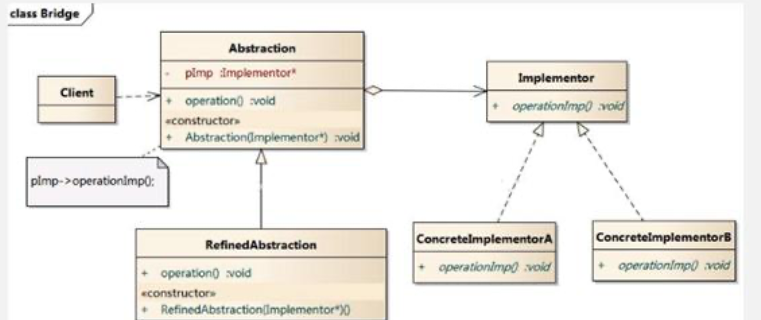 class Bridge
Abstraction
- pImp :Implementor*
+ operation() :void
«constructor»
+ Abstraction(Implementor*) :void
Client
Implementor
+ operationImp() :void
pImp->operationImp();
RefinedAbstraction
+ operation() :void
«constructor»
+ RefinedAbstraction(Implementor*)()
ConcreteImplementorA
+ operationImp() :void
ConcreteImplementorB
+ operationImp() :void